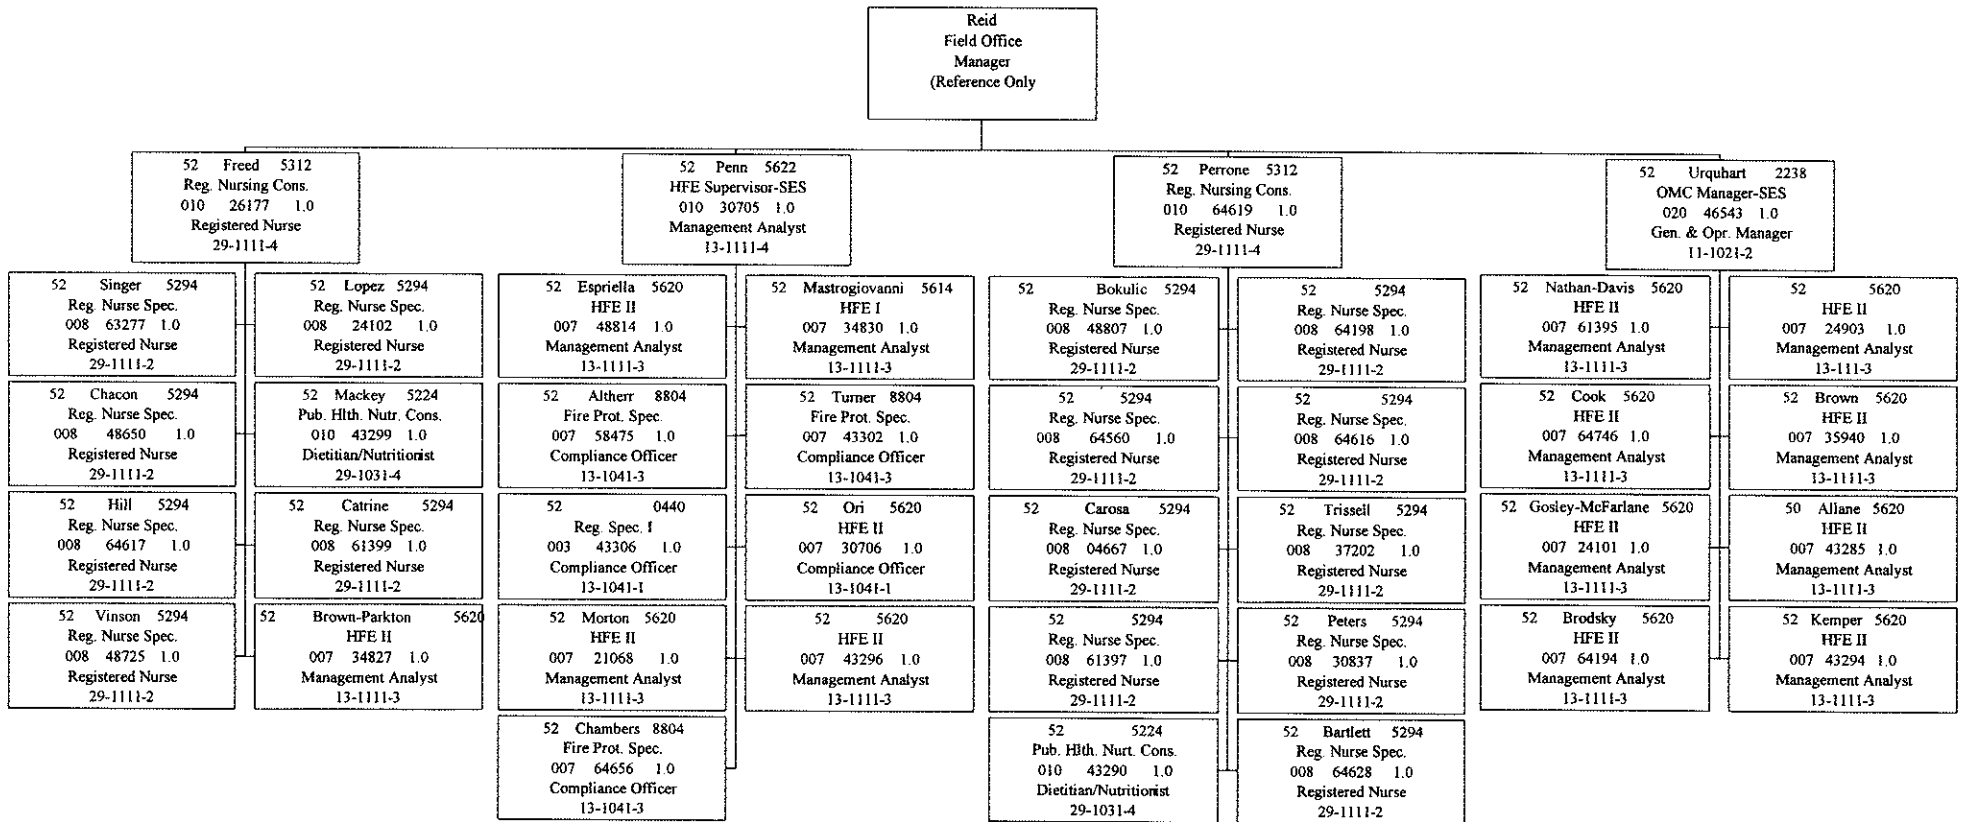 Reid
Field Office
Manager
(Reference Only
52 Freed 5312
Reg. Nursing Cons.
010 26177 1.0
Registered Nurse
29-1111-4
52 Penn 5622
HFE Supervisor-SES
010 30705 1.0
Management Analyst
13-1111-4
52 Perrone 5312
Reg. Nursing Cons.
010 64619 1.0
Registered Nurse
29-1111-4
52 Urquhart 2238
OMC Manager-SES
020 46543 1.0
Gen. & Opr. Manager
11-1021-2
52 Singer 5294
Reg. Nurse Spec.
008 63277 1.0
Registered Nurse
29-1111-2
52 Lopez 5294
Reg. Nurse Spec.
008 24102 1.0
Registered Nurse
29-1111-2
52 Chacon 5294
Reg. Nurse Spec.
008 48650 1.0
Registered Nurse
29-1111-2
52 Mackey 5224
Pub. Hlth. Nutr. Cons.
010 43299 1.0
Dietitian/Nutritionist
29-1031-4
52 Hill 5294
Reg. Nurse Spec.
008 64617 1.0
Registered Nurse
29-1111-2
52 Catrine 5294
Reg. Nurse Spec.
008 61399 1.0
Registered Nurse
29-1111-2
52 Vinson 5294
Reg. Nurse Spec.
008 48725 1.0
Registered Nurse
29-1111-2
52 Brown-Parkton 5620
HFE II
007 34827 1.0
Management Analyst
13-1111-3
52 Espriella 5620
HFE II
007 48814 1.0
Management Analyst
13-1111-3
52 Mastrogiovanni 5614
HFE I
007 34830 1.0
Management Analyst
13-1111-3
52 Altherr 8804
Fire Prot. Spec.
007 58475 1.0
Compliance Officer
13-1041-3
52 Turner 8804
Fire Prot. Spec.
007 43302 1.0
Compliance Officer
13-1041-3
52 0440
Reg. Spec. I
003 43306 1.0
Compliance Officer
13-1041-1
52 Ori 5620
HFE II
007 30706 1.0
Compliance Officer
13-1041-1
52 Morton 5620
HFE II
007 21068 1.0
Management Analyst
13-1111-3
52 5620
HFE II
007 43296 1.0
Management Analyst
13-1111-3
52 Chambers 8804
Fire Prot. Spec.
007 64656 1.0
Compliance Officer
13-1041-3
52 Bokulic 5294
Reg. Nurse Spec.
008 48807 1.0
Registered Nurse
29-1111-2
52 5294
Reg. Nurse Spec.
008 64198 1.0
Registered Nurse
29-1111-2
52 5294
Reg. Nurse Spec.
008 64560 1.0
Registered Nurse
29-1111-2
52 5294
Reg. Nurse Spec.
008 64616 1.0
Registered Nurse
29-1111-2
52 Carosa 5294
Reg. Nurse Spec.
008 04667 1.0
Registered Nurse
29-1111-2
52 Trissell 5294
Reg. Nurse Spec.
008 37202 1.0
Registered Nurse
29-1111-2
52 5294
Reg. Nurse Spec.
008 61397 1.0
Registered Nurse
29-1111-2
52 Peters 5294
Reg. Nurse Spec.
008 30837 1.0
Registered Nurse
29-1111-2
52 5224
Pub. Hlth. Nurt. Cons.
010 43290 1.0
Dietitian/Nutritionist
29-1031-4
52 Bartlett 5294
Reg. Nurse Spec.
008 64628 1.0
Registered Nurse
29-1111-2
52 Nathan-Davis 5620
HFE II
007 61395 1.0
Management Analyst
13-1111-3
52 5620
HFE II
007 24903 1.0
Management Analyst
13-111-3
52 Cook 5620
HFE II
007 64746 1.0
Management Analyst
13-1111-3
52 Brown 5620
HFE II
007 35940 1.0
Management Analyst
13-1111-3
52 Gosley-McFarlane 5620
HFE II
007 24101 1.0
Management Analyst
13-1111-3
50 Allane 5620
HFE II
007 43285 1.0
Management Analyst
13-1111-3
52 Brodsky 5620
HFE II
007 64194 1.0
Management Analyst
13-1111-3
52 Kemper 5620
HFE II
007 43294 1.0
Management Analyst
13-1111-3